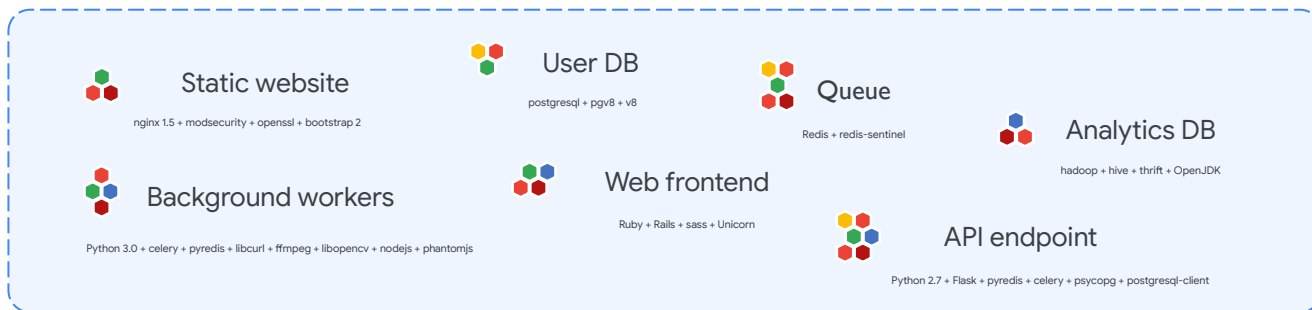 Static website
nginx 1.5 + modsecurity + openssl + bootstrap 2
User DB
postgresql + pgv8 + v8
Queue
Redis + redis-sentinel
Analytics DB
hadoop + hive + thrift + OpenJDK
Background workers
Python 3.0 + celery + pyredis + libcurl + ffmpeg + libopencv + nodejs + phantomjs
Web frontend
Ruby + Rails + sass + Unicorn
API endpoint
Python 2.7 + Flask + pyredis + celery + psycopg + postgresql-client